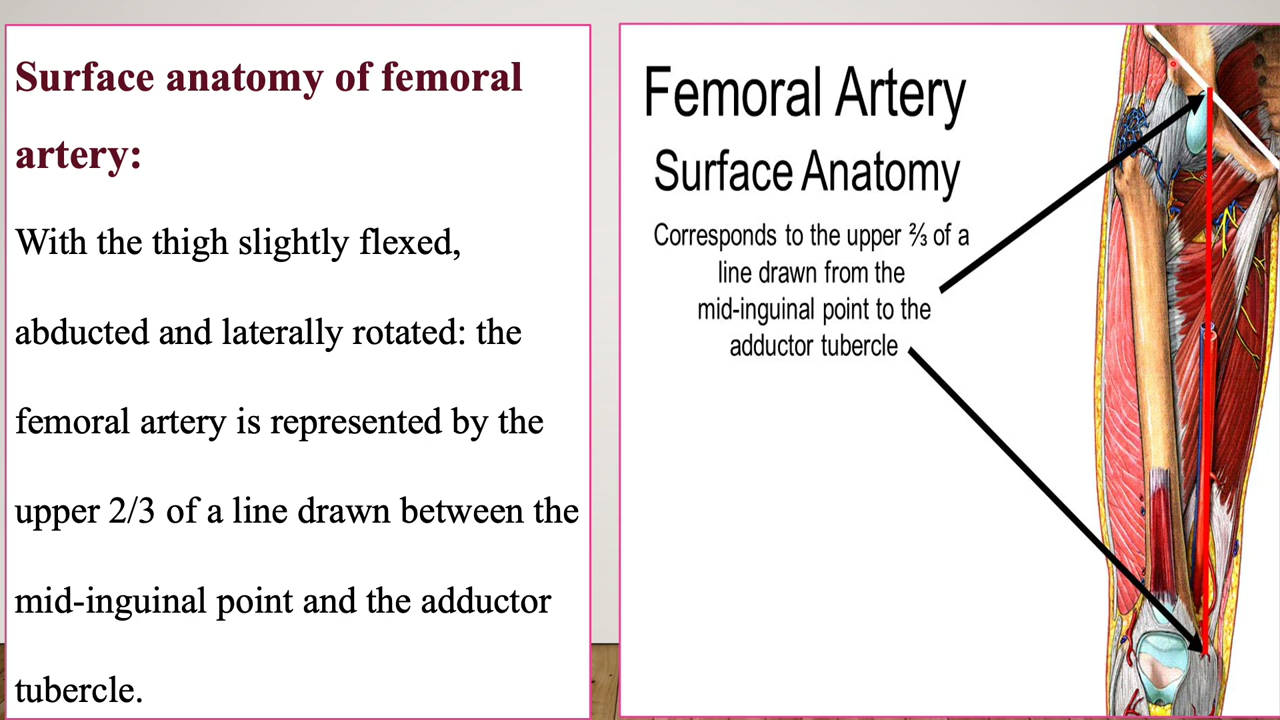 Surface anatomy of femoral
artery:
With the thigh slightly flexed,
abducted and laterally rotated: the
femoral artery is represented by the
upper 2/3 of a line drawn between the
mid-inguinal point and the adductor
tubercle.
Femoral Artery
Surface Anatomy
Corresponds to the upper ⅔ of a
line drawn from the
mid-inguinal point to the
adductor tubercle